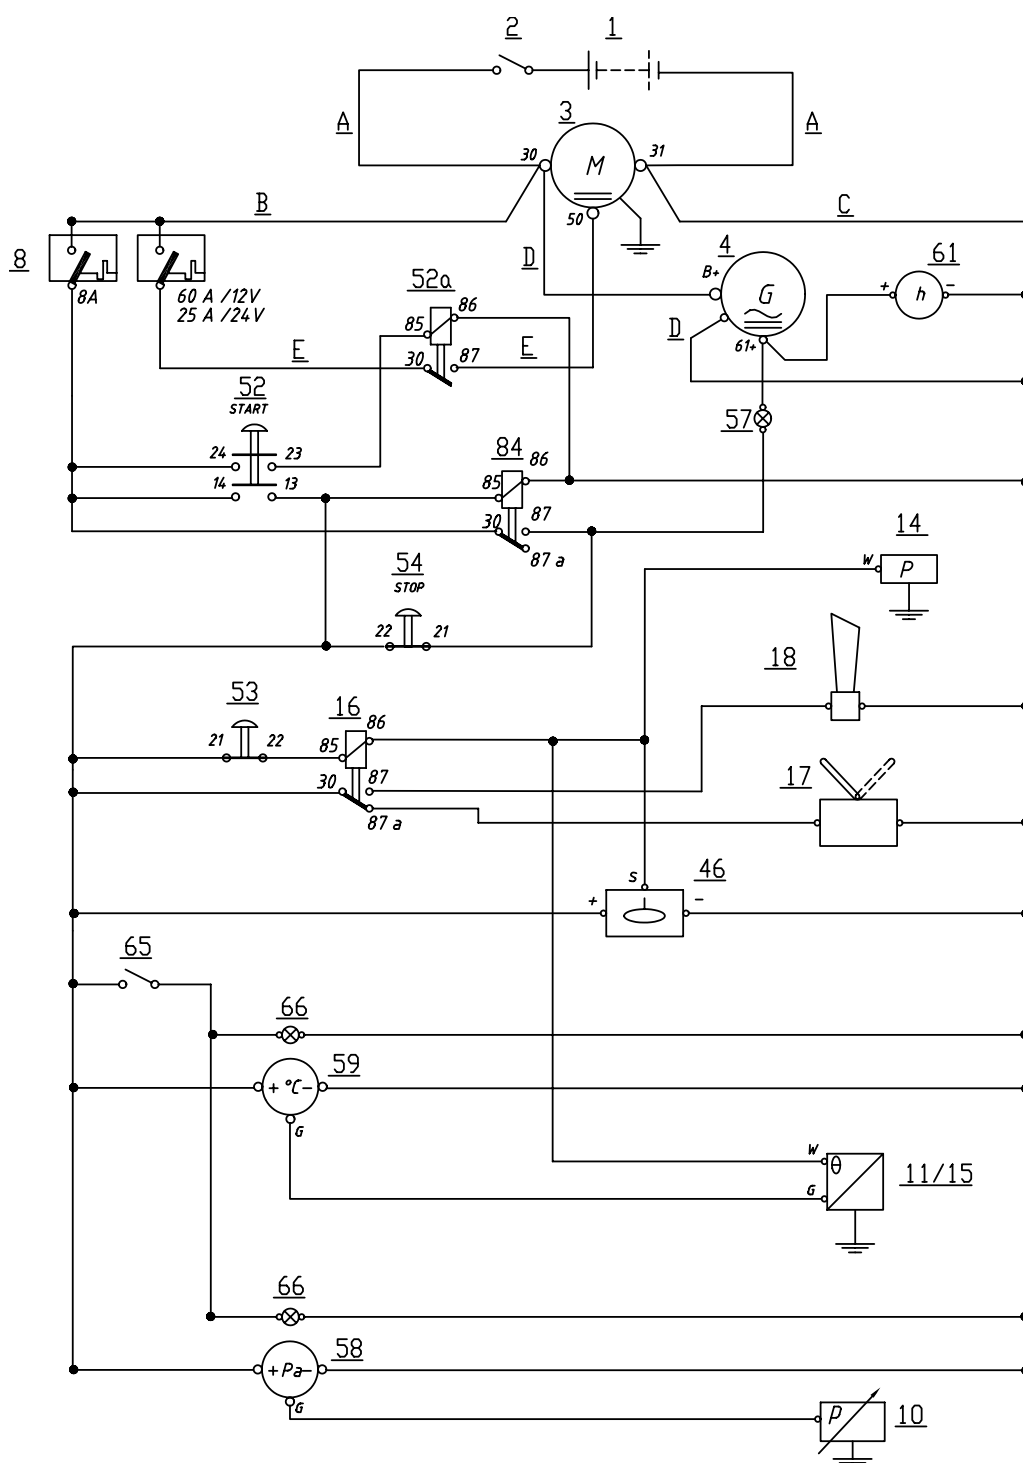 2
1
3
A
A
30
M
31
50
B
C
4
61
8
D
B+
G
+
h
-
52a
86
8A
60 A /12V
25 A /24V
85
D
61+
E
30
87
E
52
START
57
84
24
23
86
14
13
85
30
87
14
54
87 a
W
P
STOP
22
21
18
53
16
86
21
22
85
17
30
87
87 a
46
S
+
-
65
66
59
+ °C -
G
W
θ
11/15
G
66
58
+ Pa -
G
P
10